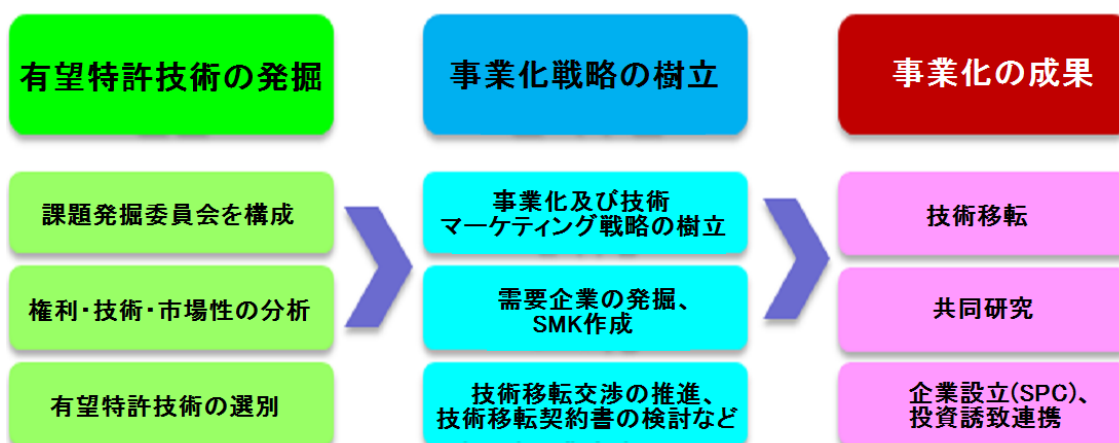 有望特許技術の発掘
課題発掘委員会を構成
権利・技術・市場性の分析
有望特許技術の選別
事業化戦略の樹立
事業化及び技術
マーケティング戦略の樹立
需要企業の発掘、
SMK作成
技術移転交渉の推進、
技術移転契約書の検討など
事業化の成果
技術移転
共同研究
企業設立(SPC)、
投資誘致連携